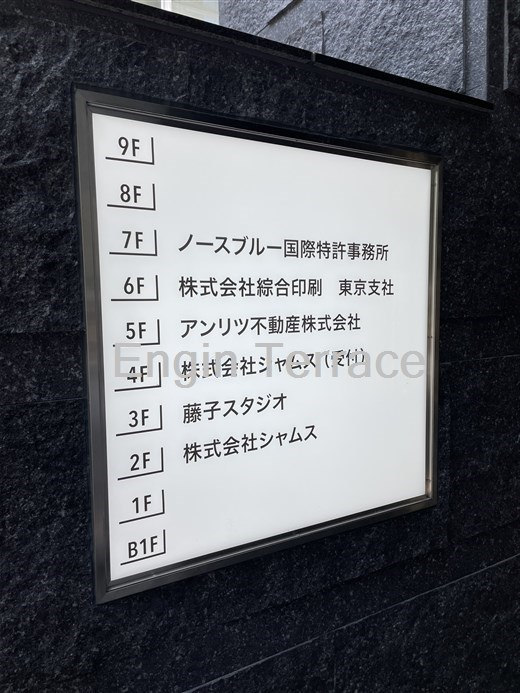 9F
8F
7F ノースブルー国際特許事務所
6F 株式会社綜合印刷 東京支社
5F アンリツ不動産株式会社
Engin Terrace
4F 株式会社シャムス(受付)
3F 藤子スタジオ
2F 株式会社シャムス
1F
B1F